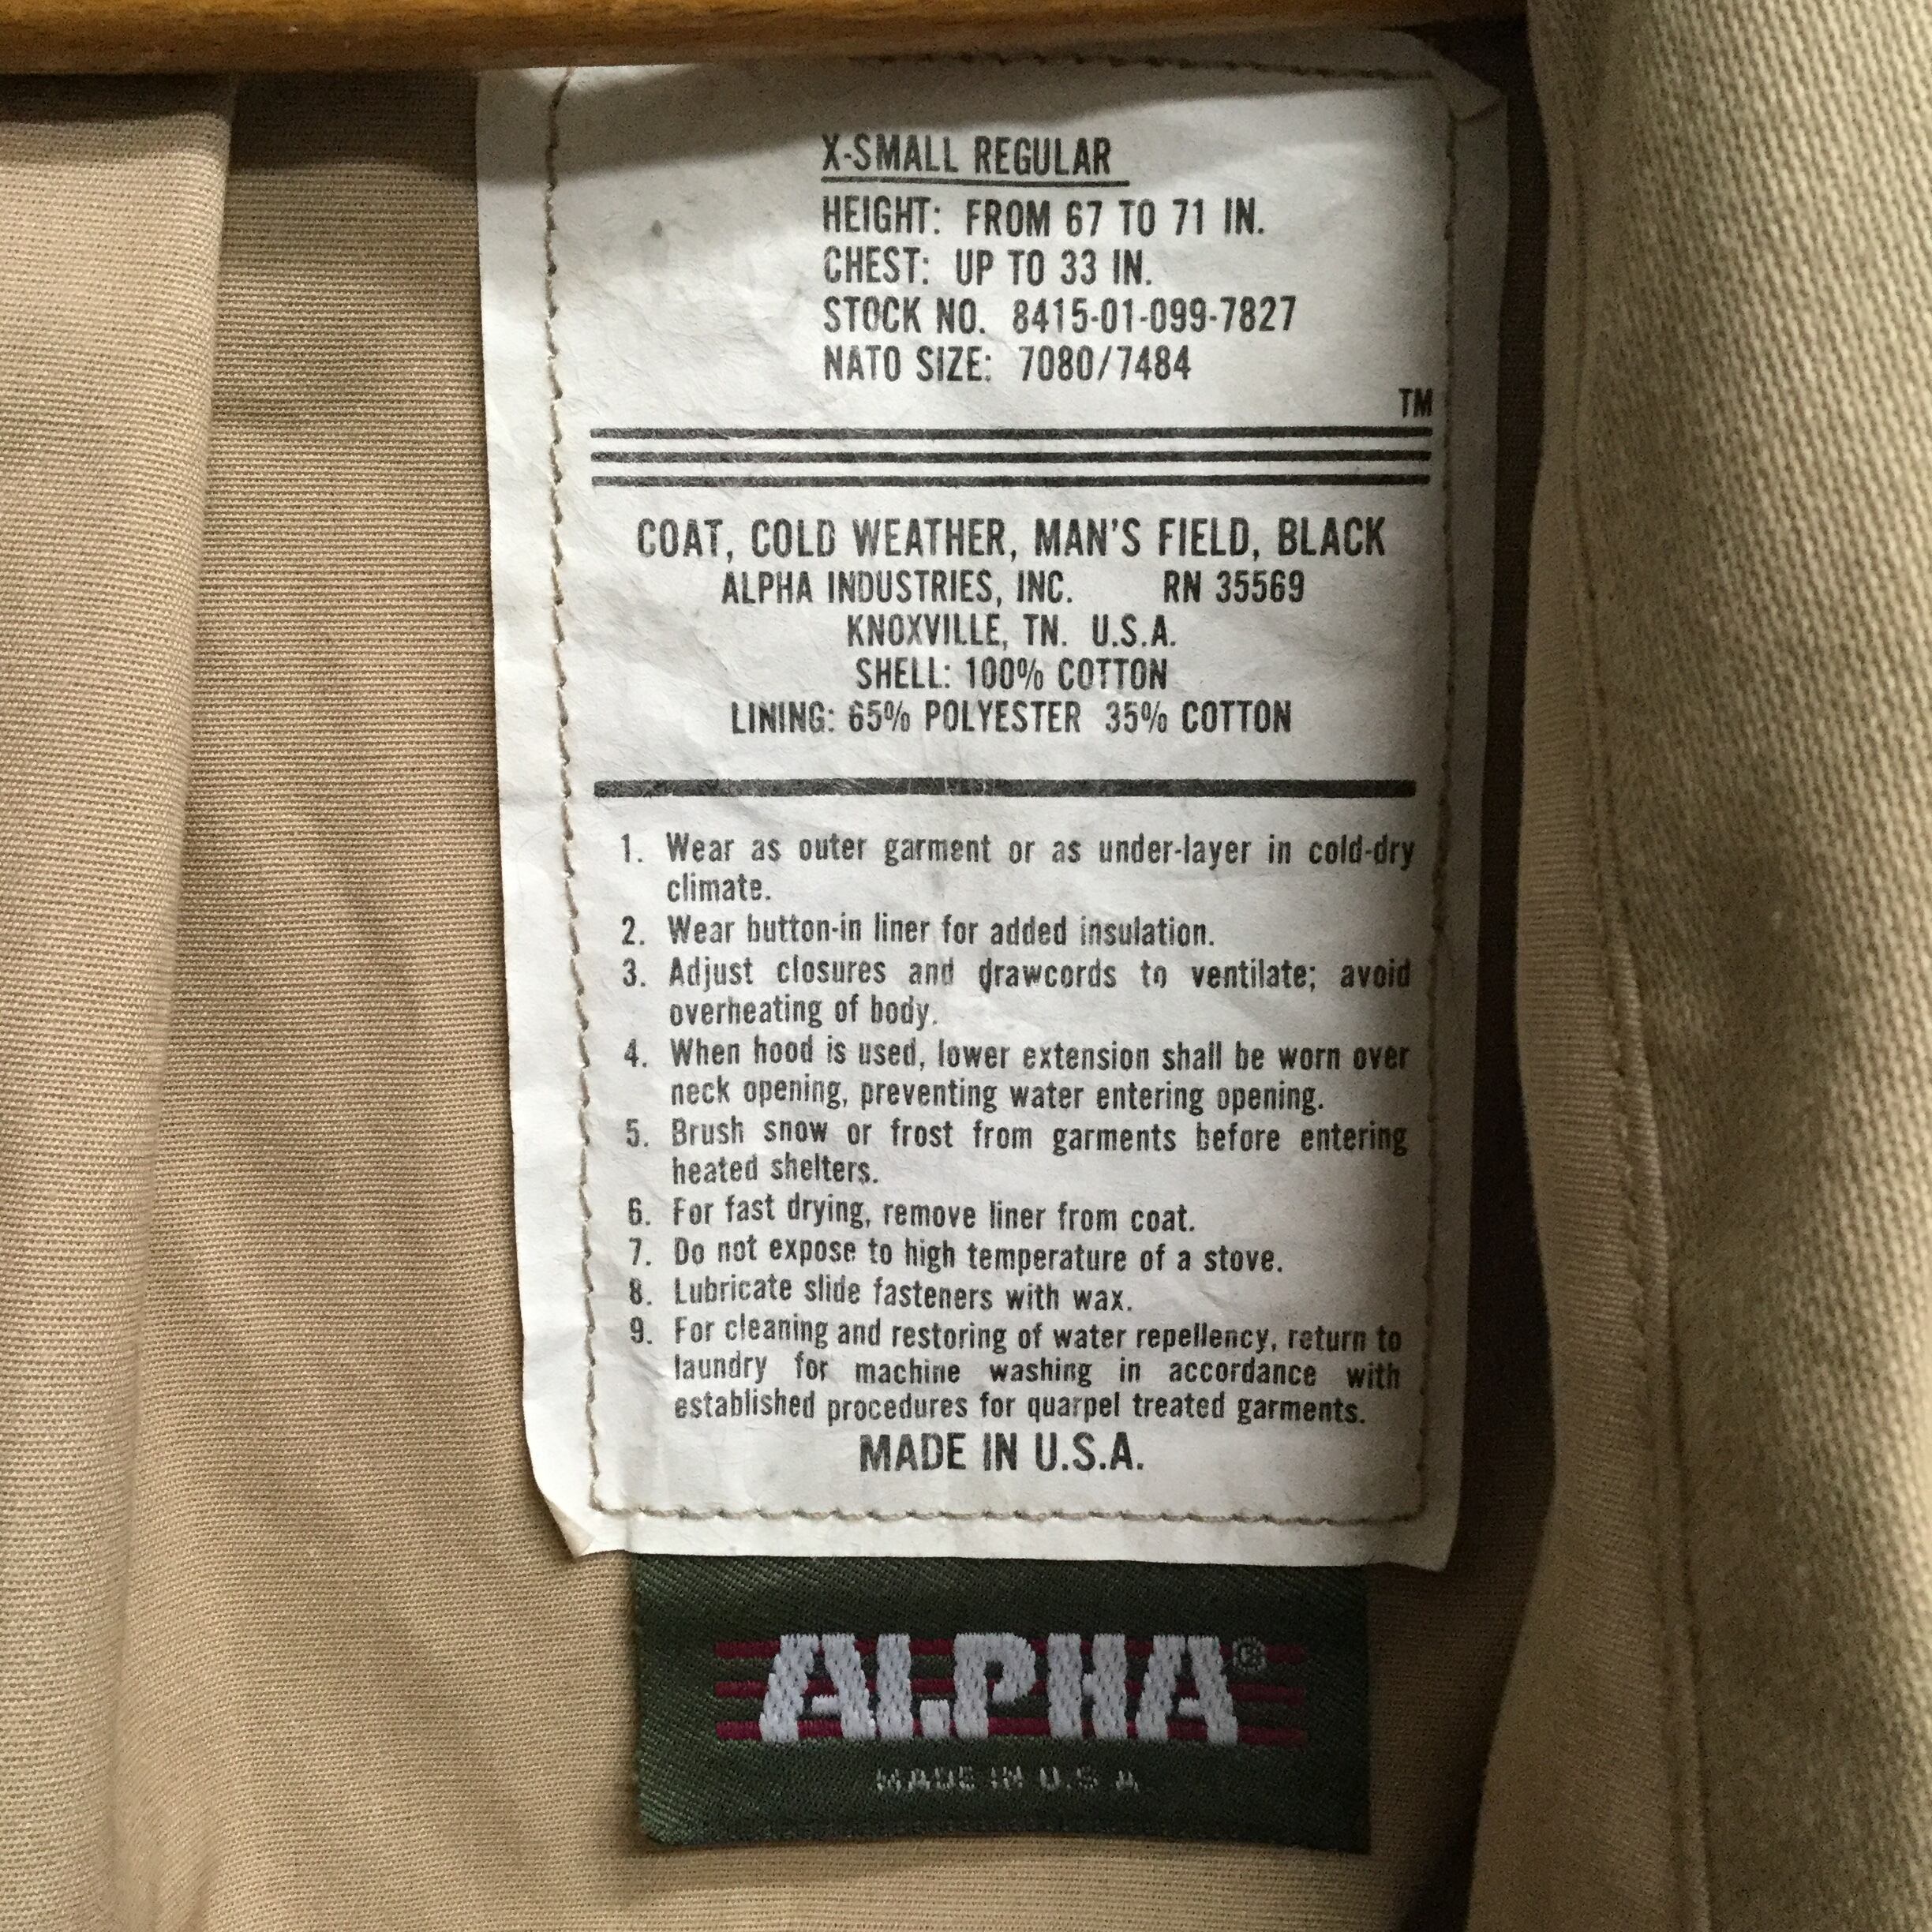 X-SMALL REGULAR
HEIGHT: FROM 67 TO 71 IN.
CHEST: UP TO 33 IN.
STOCK NO. 8415-01-099-7827
NATO SIZE: 7080/7484
TM
COAT, COLD WEATHER, MAN'S FIELD, BLACK
ALPHA INDUSTRIES, INC. RN 35569
KNOXVILLE, TN. U.S.A.
SHELL: 100% COTTON
LINING: 65% POLYESTER 35% COTTON
1. Wear as outer garment or as under-layer in cold-dry
climate.
2. Wear button-in liner for added insulation.
3. Adjust closures and drawcords to ventilate; avoid
overheating of body.
4. When hood is used, lower extension shall be worn over
neck opening, preventing water entering opening.
5. Brush snow or frost from garments before entering
heated shelters.
6. For fast drying, remove liner from coat.
7. Do not expose to high temperature of a stove.
8. Lubricate slide fasteners with wax.
9. For cleaning and restoring of water repellency, return to
laundry for machine washing in accordance with
established procedures for quarpel treated garments.
MADE IN U.S.A.
ALPHA®
MADE IN U.S.A.